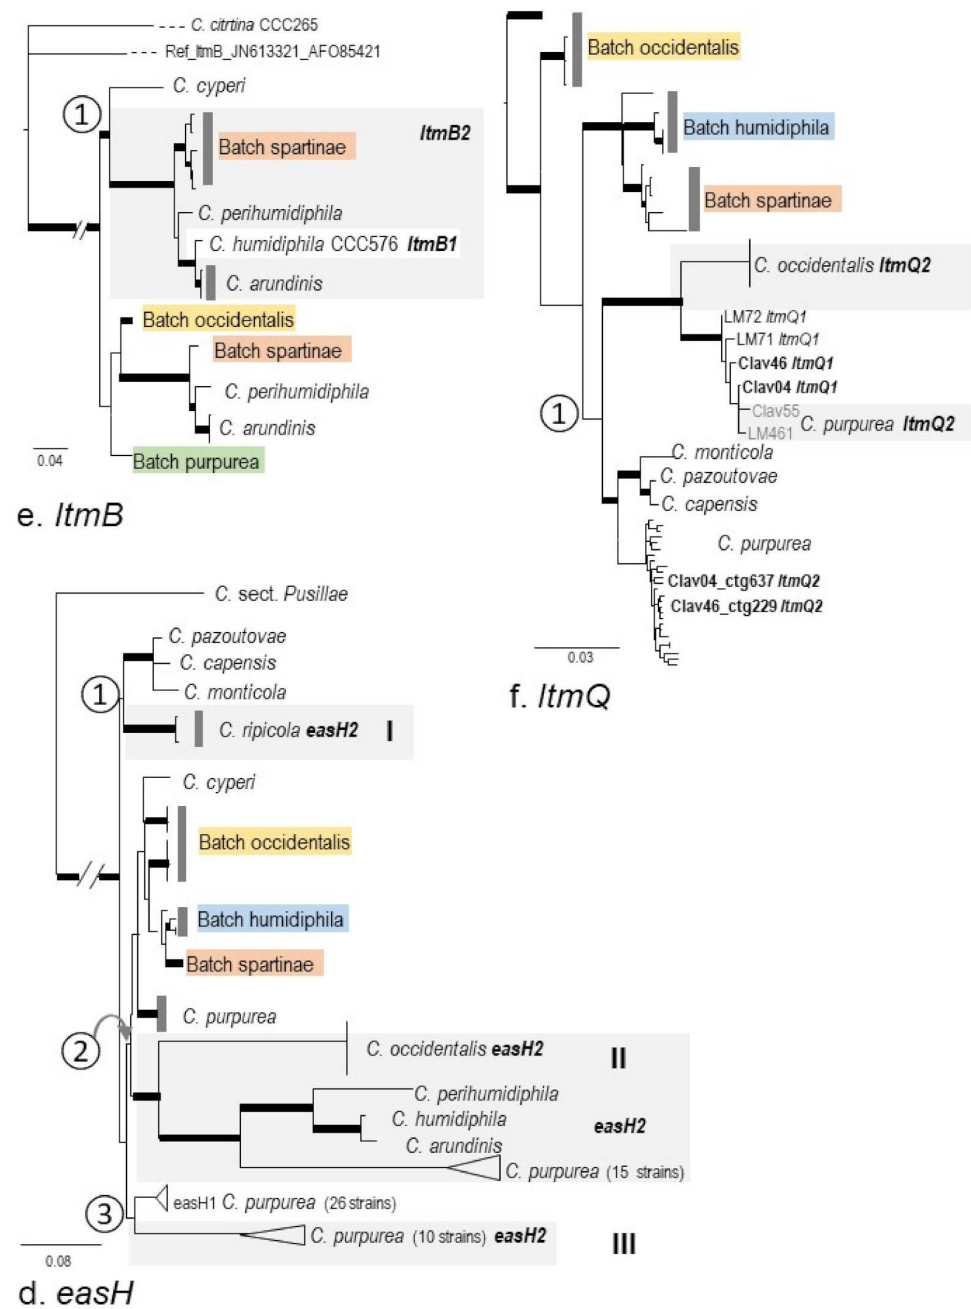 C. citrtina CCC265
Ref_ltmB_JN613321_AFO85421
C. cyperi
1
ltmB2
Batch spartinae
C. perihumidiphila
C. humidiphila CCC576 ltmB1
C. arundinis
Batch occidentalis
Batch spartinae
C. perihumidiphila
C. arundinis
Batch purpurea
0.04
e. ltmB
Batch occidentalis
Batch humidiphila
Batch spartinae
C. occidentalis ltmQ2
LM72 ltmQ1
LM71 ltmQ1
Clav46 ltmQ1
Clav04 ltmQ1
Clav55
LM461
C. purpurea ltmQ2
1
C. monticola
C. pazoutovae
C. capensis
C. purpurea
Clav04_ctg637 ltmQ2
Clav46_ctg229 ltmQ2
0.03
f. ltmQ
C. sect. Pusillae
C. pazoutovae
C. capensis
C. monticola
1
C. ripicola easH2 I
C. cyperi
Batch occidentalis
Batch humidiphila
Batch spartinae
C. purpurea
2
C. occidentalis easH2 II
C. perihumidiphila
C. humidiphila
easH2
C. arundinis
C. purpurea (15 strains)
3
easH1 C. purpurea (26 strains)
C. purpurea (10 strains) easH2 III
0.08
d. easH